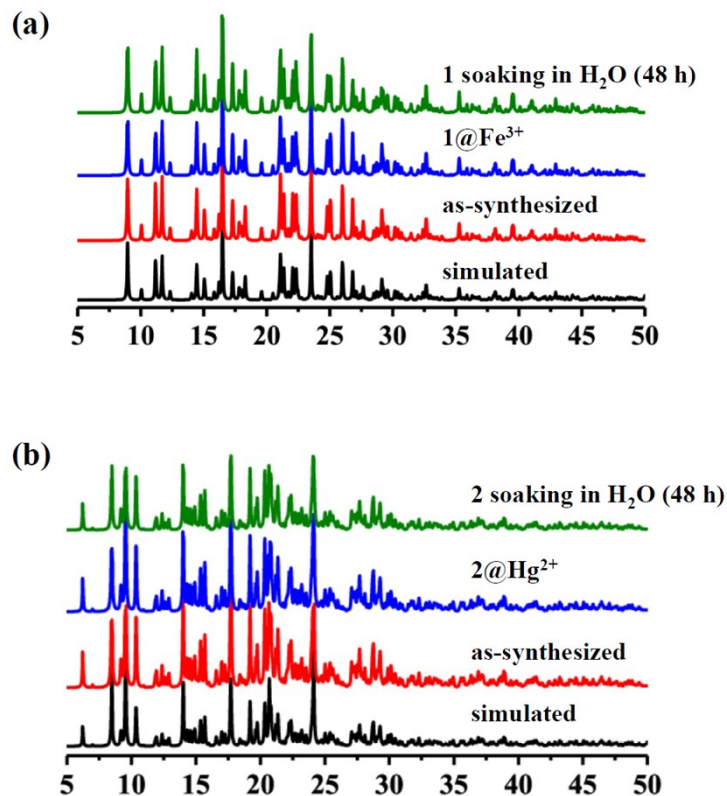 (a)
1 soaking in H₂O (48 h)
1@Fe³⁺
as-synthesized
simulated
5 10 15 20 25 30 35 40 45 50
(b)
2 soaking in H₂O (48 h)
2@Hg²⁺
as-synthesized
simulated
5 10 15 20 25 30 35 40 45 50